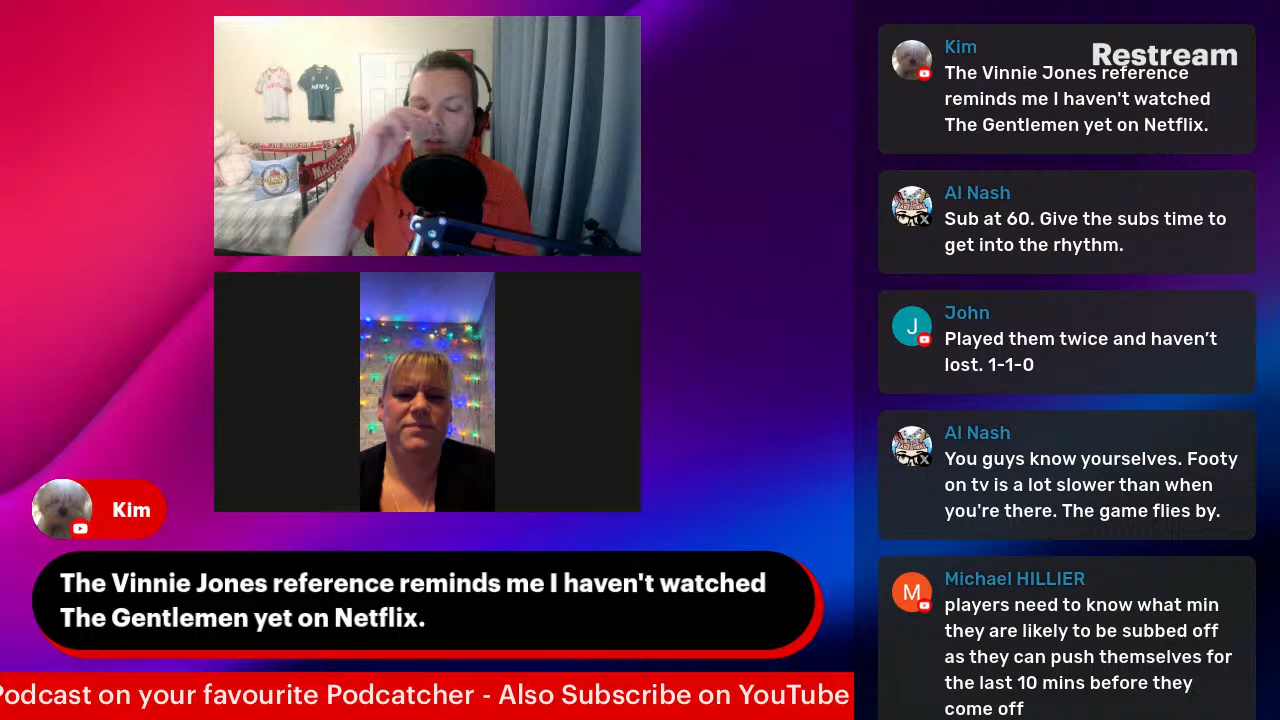 Restream
Kim
The Vinnie Jones reference
reminds me I haven't watched
The Gentlemen yet on Netflix.
Al Nash
Sub at 60. Give the subs time to
get into the rhythm.
John
J
Played them twice and haven’t
lost. 1-1-0
Al Nash
You guys know yourselves. Footy
on tv is a lot slower than when
you're there. The game flies by.
Michael HILLIER
M
players need to know what min
they are likely to be subbed off
as they can push themselves for
the last 10 mins before they
come off
Kim
The Vinnie Jones reference reminds me I haven't watched
The Gentlemen yet on Netflix.
Podcast on your favourite Podcatcher - Also Subscribe on YouTube